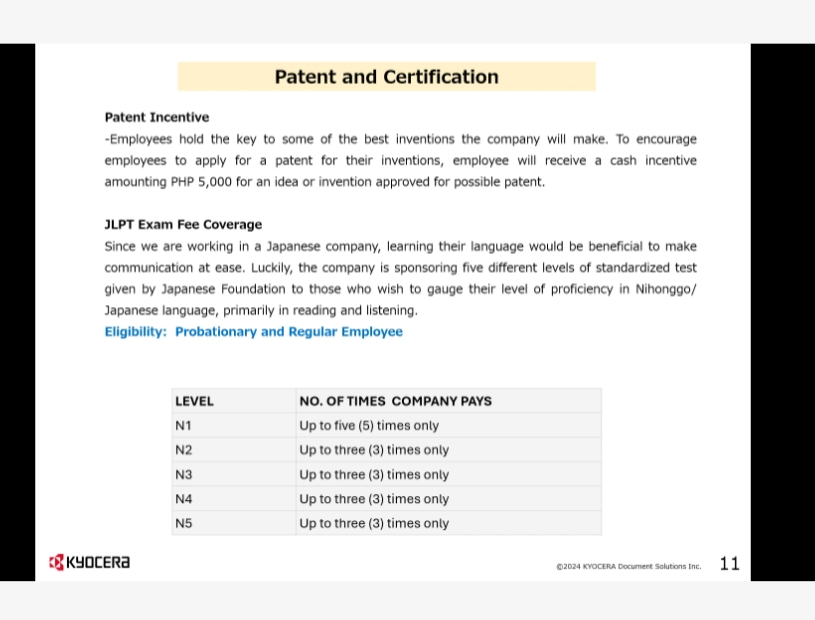 Patent and Certification
Patent Incentive
-Employees hold the key to some of the best inventions the company will make. To encourage
employees to apply for a patent for their inventions, employee will receive a cash incentive
amounting PHP 5,000 for an idea or invention approved for possible patent.
JLPT Exam Fee Coverage
Since we are working in a Japanese company, learning their language would be beneficial to make
communication at ease. Luckily, the company is sponsoring five different levels of standardized test
given by Japanese Foundation to those who wish to gauge their level of proficiency in Nihonggo/
Japanese language, primarily in reading and listening.
Eligibility: Probationary and Regular Employee
LEVEL NO. OF TIMES COMPANY PAYS
N1 Up to five (5) times only
N2 Up to three (3) times only
N3 Up to three (3) times only
N4 Up to three (3) times only
N5 Up to three (3) times only
KYOCERA
©2024 KYOCERA Document Solutions Inc. 11